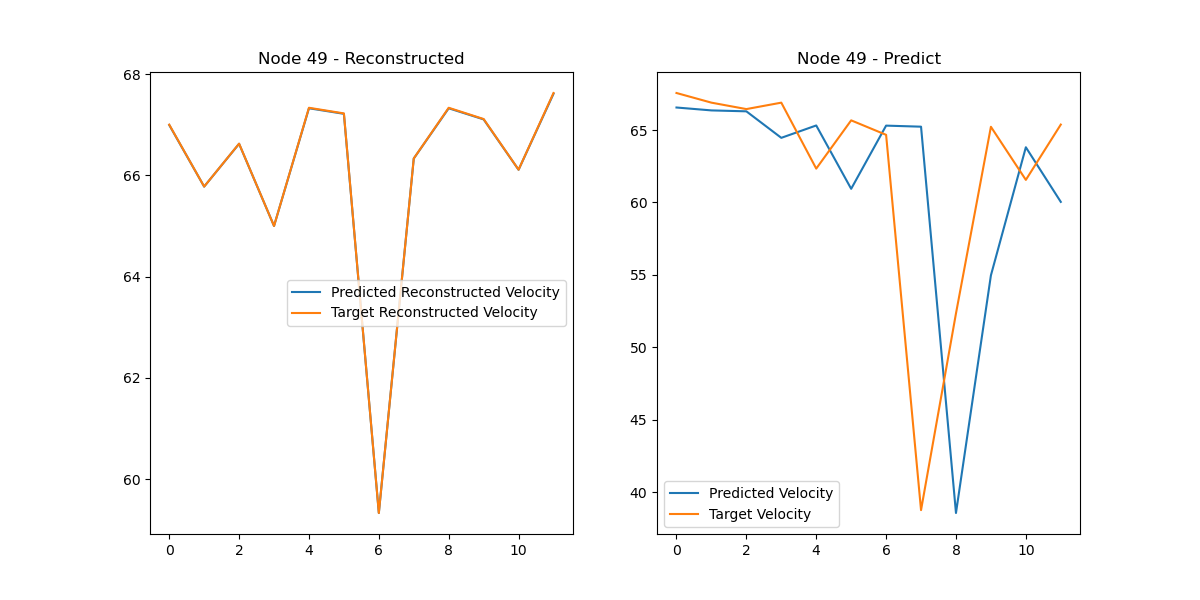 Node 49 - Reconstructed
68
66
64
62
60
0 2 4 6 8 10
Predicted Reconstructed Velocity
Target Reconstructed Velocity
Node 49 - Predict
65
60
55
50
45
40
0 2 4 6 8 10
Predicted Velocity
Target Velocity